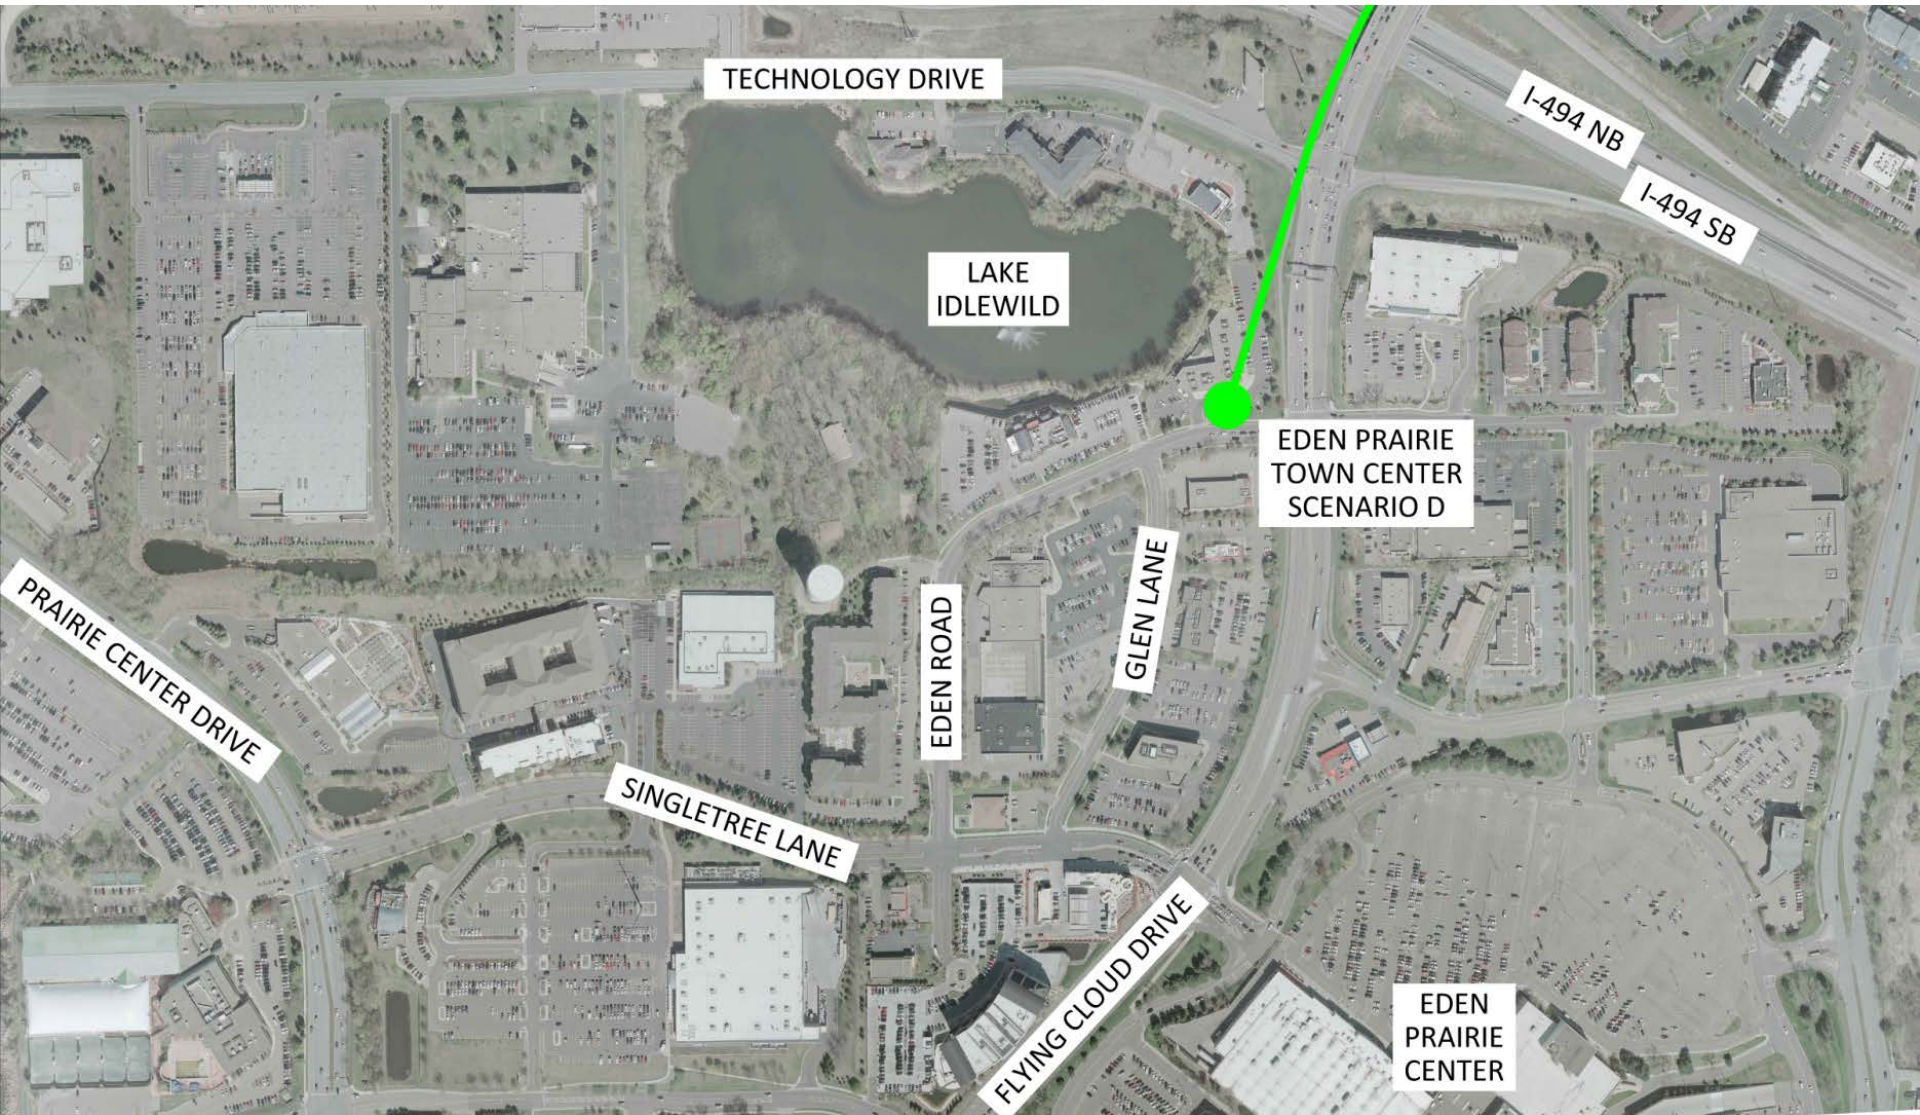 TECHNOLOGY DRIVE
I-494 NB
I-494 SB
LAKE
IDLEWILD
EDEN PRAIRIE
TOWN CENTER
SCENARIO D
GLEN LANE
PRAIRIE CENTER DRIVE
EDEN ROAD
SINGLETREE LANE
FLYING CLOUD DRIVE
EDEN
PRAIRIE
CENTER